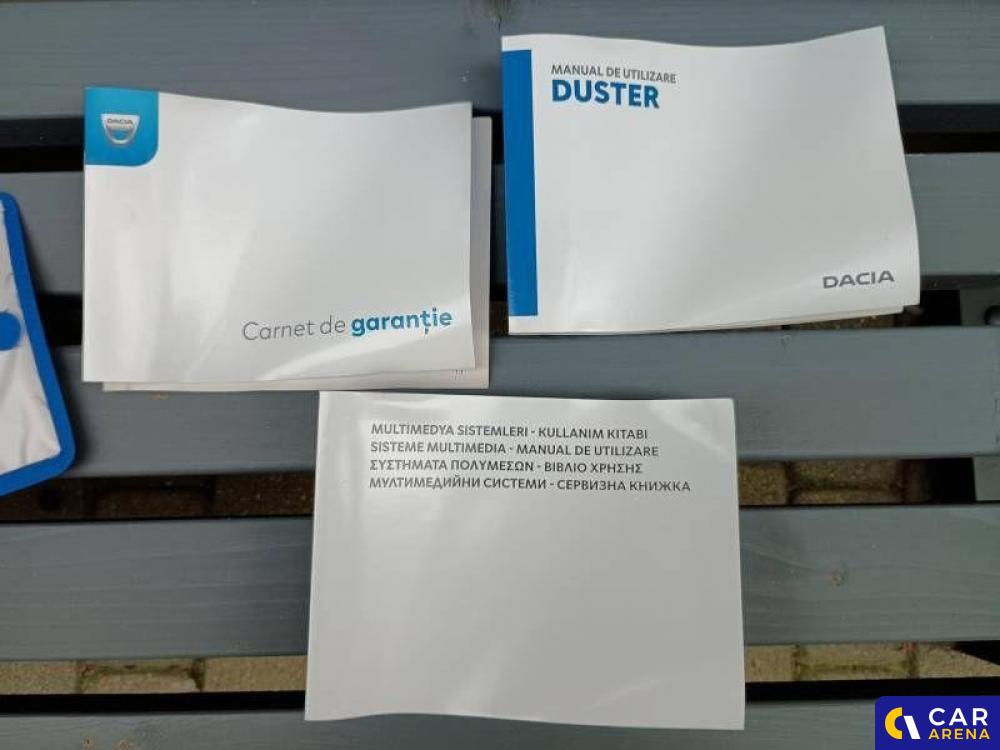 DACIA
Carnet de garanție
MANUAL DE UTILIZARE
DUSTER
DACIA
MULTIMEDYA SISTEMLERI - KULLANIM KITABI
SISTEME MULTIMEDIA - MANUAL DE UTILIZARE
ΣΥΣΤΗΜΑΤΑ ΠΟΛΥΜΕΣΩΝ - ΒΙΒΛΙΟ ΧΡΗΣΗΣ
МУЛТИМЕДИЙНИ СИСТЕМИ - СЕРВИЗНА КНИЖКА
CAR
ARENA